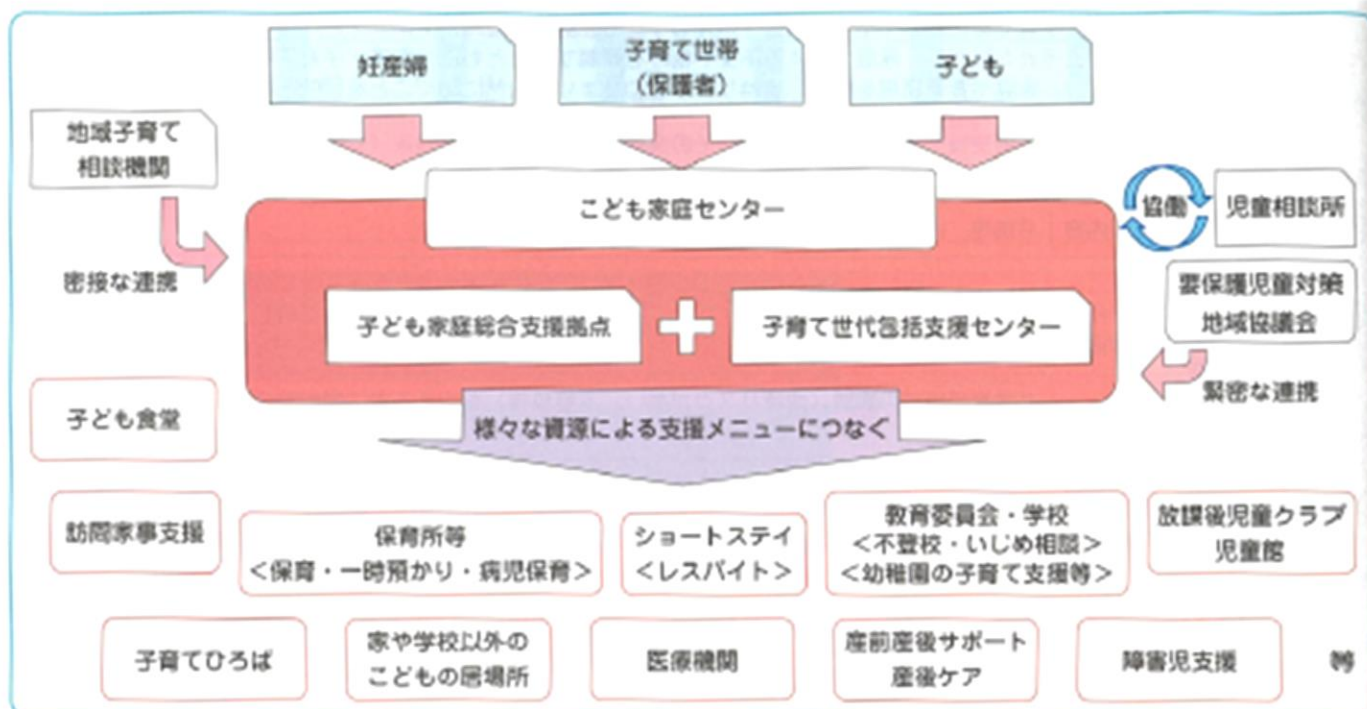 妊産婦
子育て世帯
(保護者)
子ども
地域子育て
相談機関
こども家庭センター
協働
児童相談所
密接な連携
要保護児童対策
地域協議会
子ども家庭総合支援拠点
子育て世代包括支援センター
緊密な連携
子ども食堂
様々な資源による支援メニューにつなぐ
訪問家事支援
保育所等
<保育・一時預かり・病児保育>
ショートステイ
<レスパイト>
教育委員会・学校
<不登校・いじめ相談>
<幼稚園の子育て支援等>
放課後児童クラブ
児童館
子育てひろば
家や学校以外の
こどもの居場所
医療機関
産前産後サポート
産後ケア
障害児支援
等